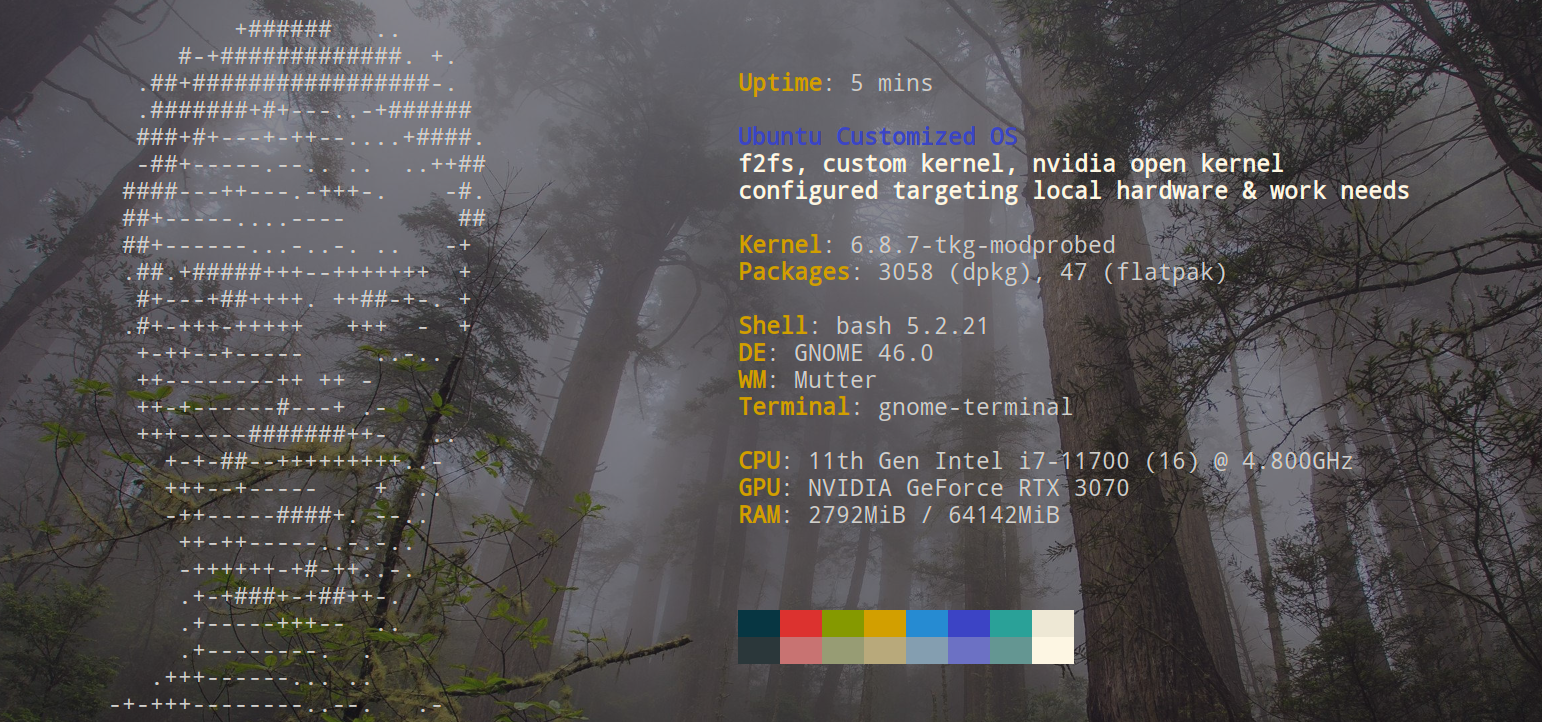 Uptime: 5 mins
Ubuntu Customized OS
f2fs, custom kernel, nvidia open kernel
configured targeting local hardware & work needs
Kernel: 6.8.7-tkg-modprobed
Packages: 3058 (dpkg), 47 (flatpak)
Shell: bash 5.2.21
DE: GNOME 46.0
WM: Mutter
Terminal: gnome-terminal
CPU: 11th Gen Intel i7-11700 (16) @ 4.800GHz
GPU: NVIDIA GeForce RTX 3070
RAM: 2792MiB / 64142MiB